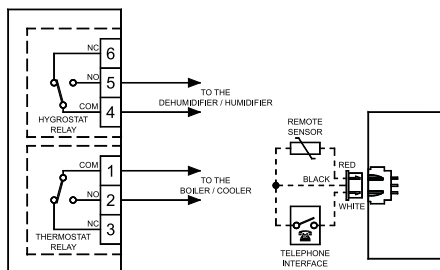 NC
6
NO
5
TO THE
DEHUMIDIFIER / HUMIDIFIER
COM
4
HYGROSTAT
RELAY
COM
1
TO THE
BOILER / COOLER
NO
2
NC
3
THERMOSTAT
RELAY
REMOTE
SENSOR
RED
BLACK
WHITE
TELEPHONE
INTERFACE